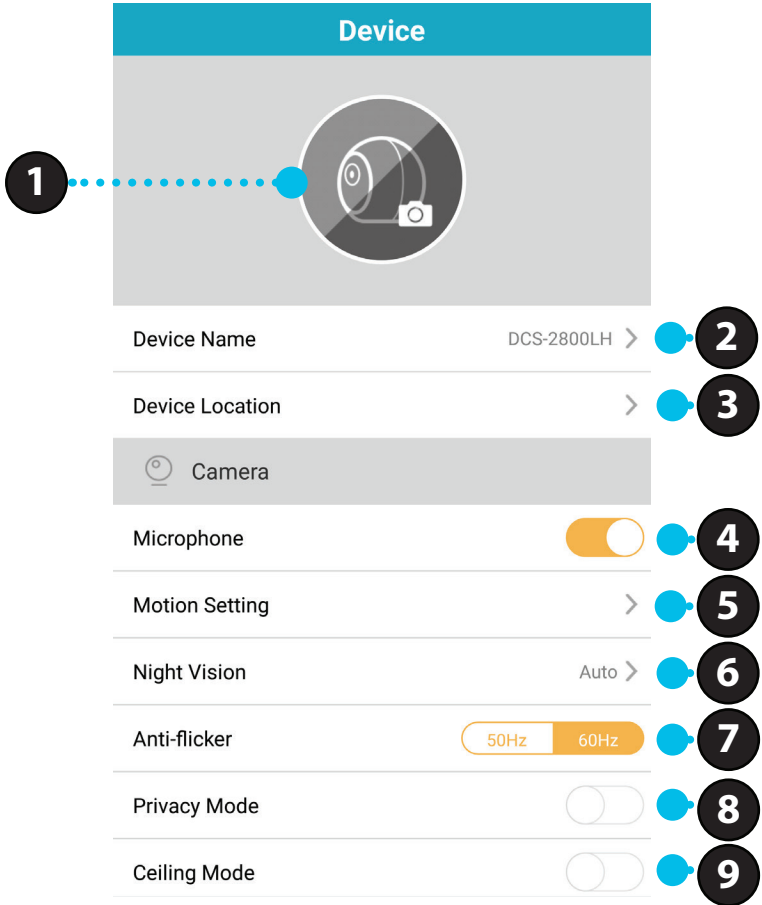 Device
1
Device Name DCS-2800LH 2
Device Location 3
Camera
Microphone 4
Motion Setting 5
Night Vision Auto 6
Anti-flicker 50Hz 60Hz 7
Privacy Mode 8
Ceiling Mode 9